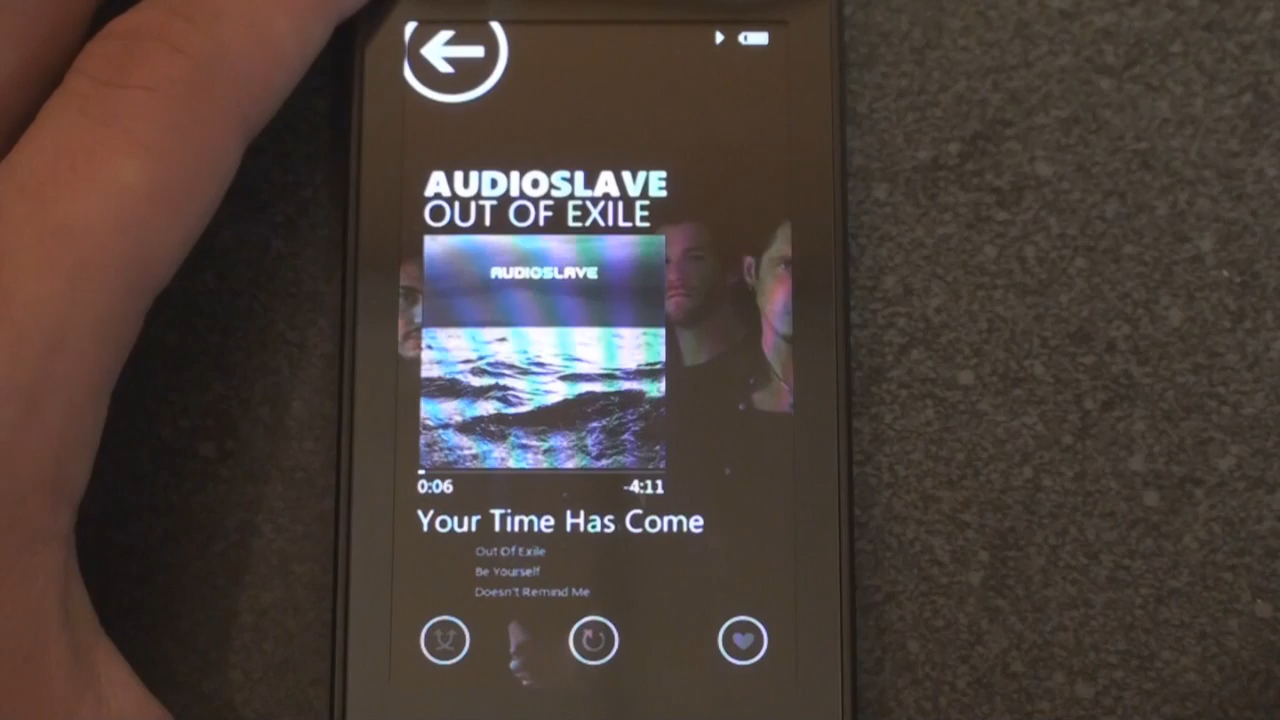 AUDIOSLAVE
OUT OF EXILE
AUDIOSLAVE
0:06 -4:11
Your Time Has Come
Out Of Exile
Be Yourself
Doesn't Remind Me